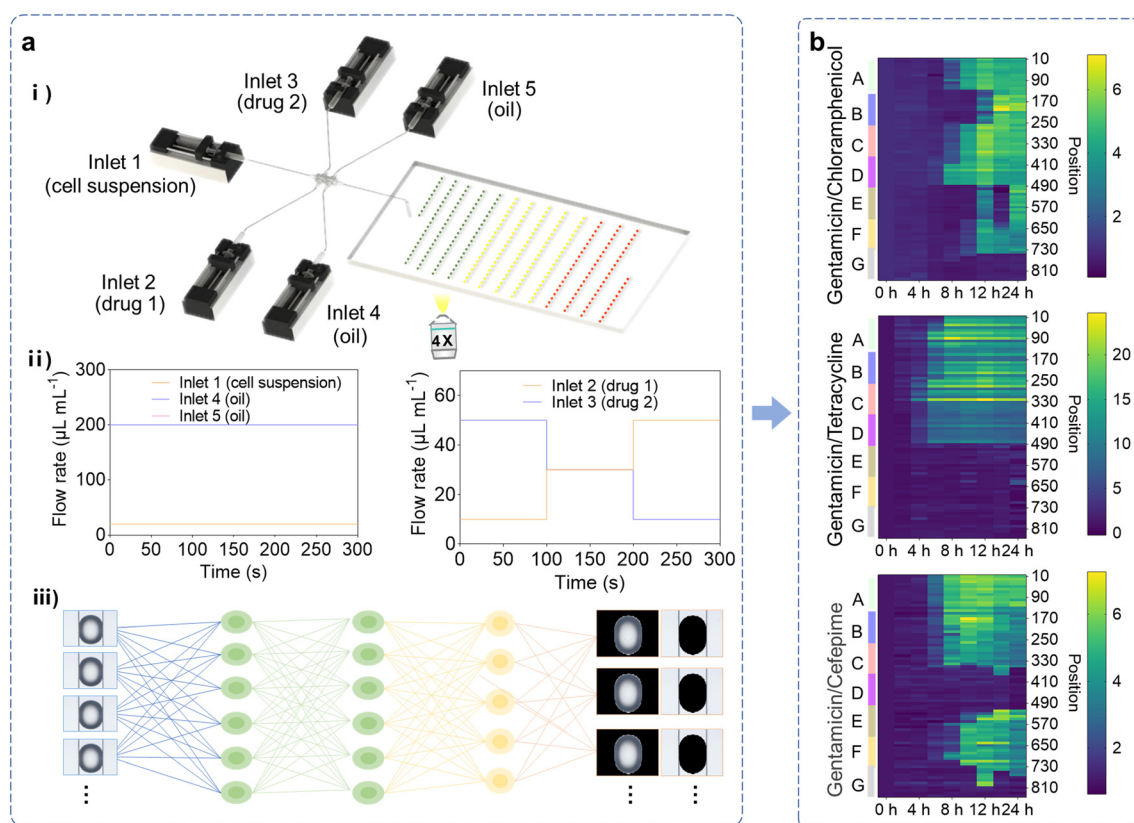 a
i )
Inlet 3
(drug 2)
Inlet 5
(oil)
Inlet 1
(cell suspension)
Inlet 2
(drug 1)
Inlet 4
(oil)
4X
ii )
300
200
100
0
Flow rate (µL mL⁻¹)
Inlet 1 (cell suspension)
Inlet 4 (oil)
Inlet 5 (oil)
0 50 100 150 200 250 300
Time (s)
60
40
20
0
Flow rate (µL mL⁻¹)
Inlet 2 (drug 1)
Inlet 3 (drug 2)
0 50 100 150 200 250 300
Time (s)
iii)
b
Gentamicin/Chloramphenicol
A
B
C
D
E
F
G
10
90
170
250
330
410
490
570
650
730
810
Position
6
4
2
0 h 4 h 8 h 12 h 24 h
Gentamicin/Tetracycline
A
B
C
D
E
F
G
10
90
170
250
330
410
490
570
650
730
810
Position
20
15
10
5
0
0 h 4 h 8 h 12 h 24 h
Gentamicin/Cefepime
A
B
C
D
E
F
G
10
90
170
250
330
410
490
570
650
730
810
Position
6
4
2
0 h 4 h 8 h 12 h 24 h